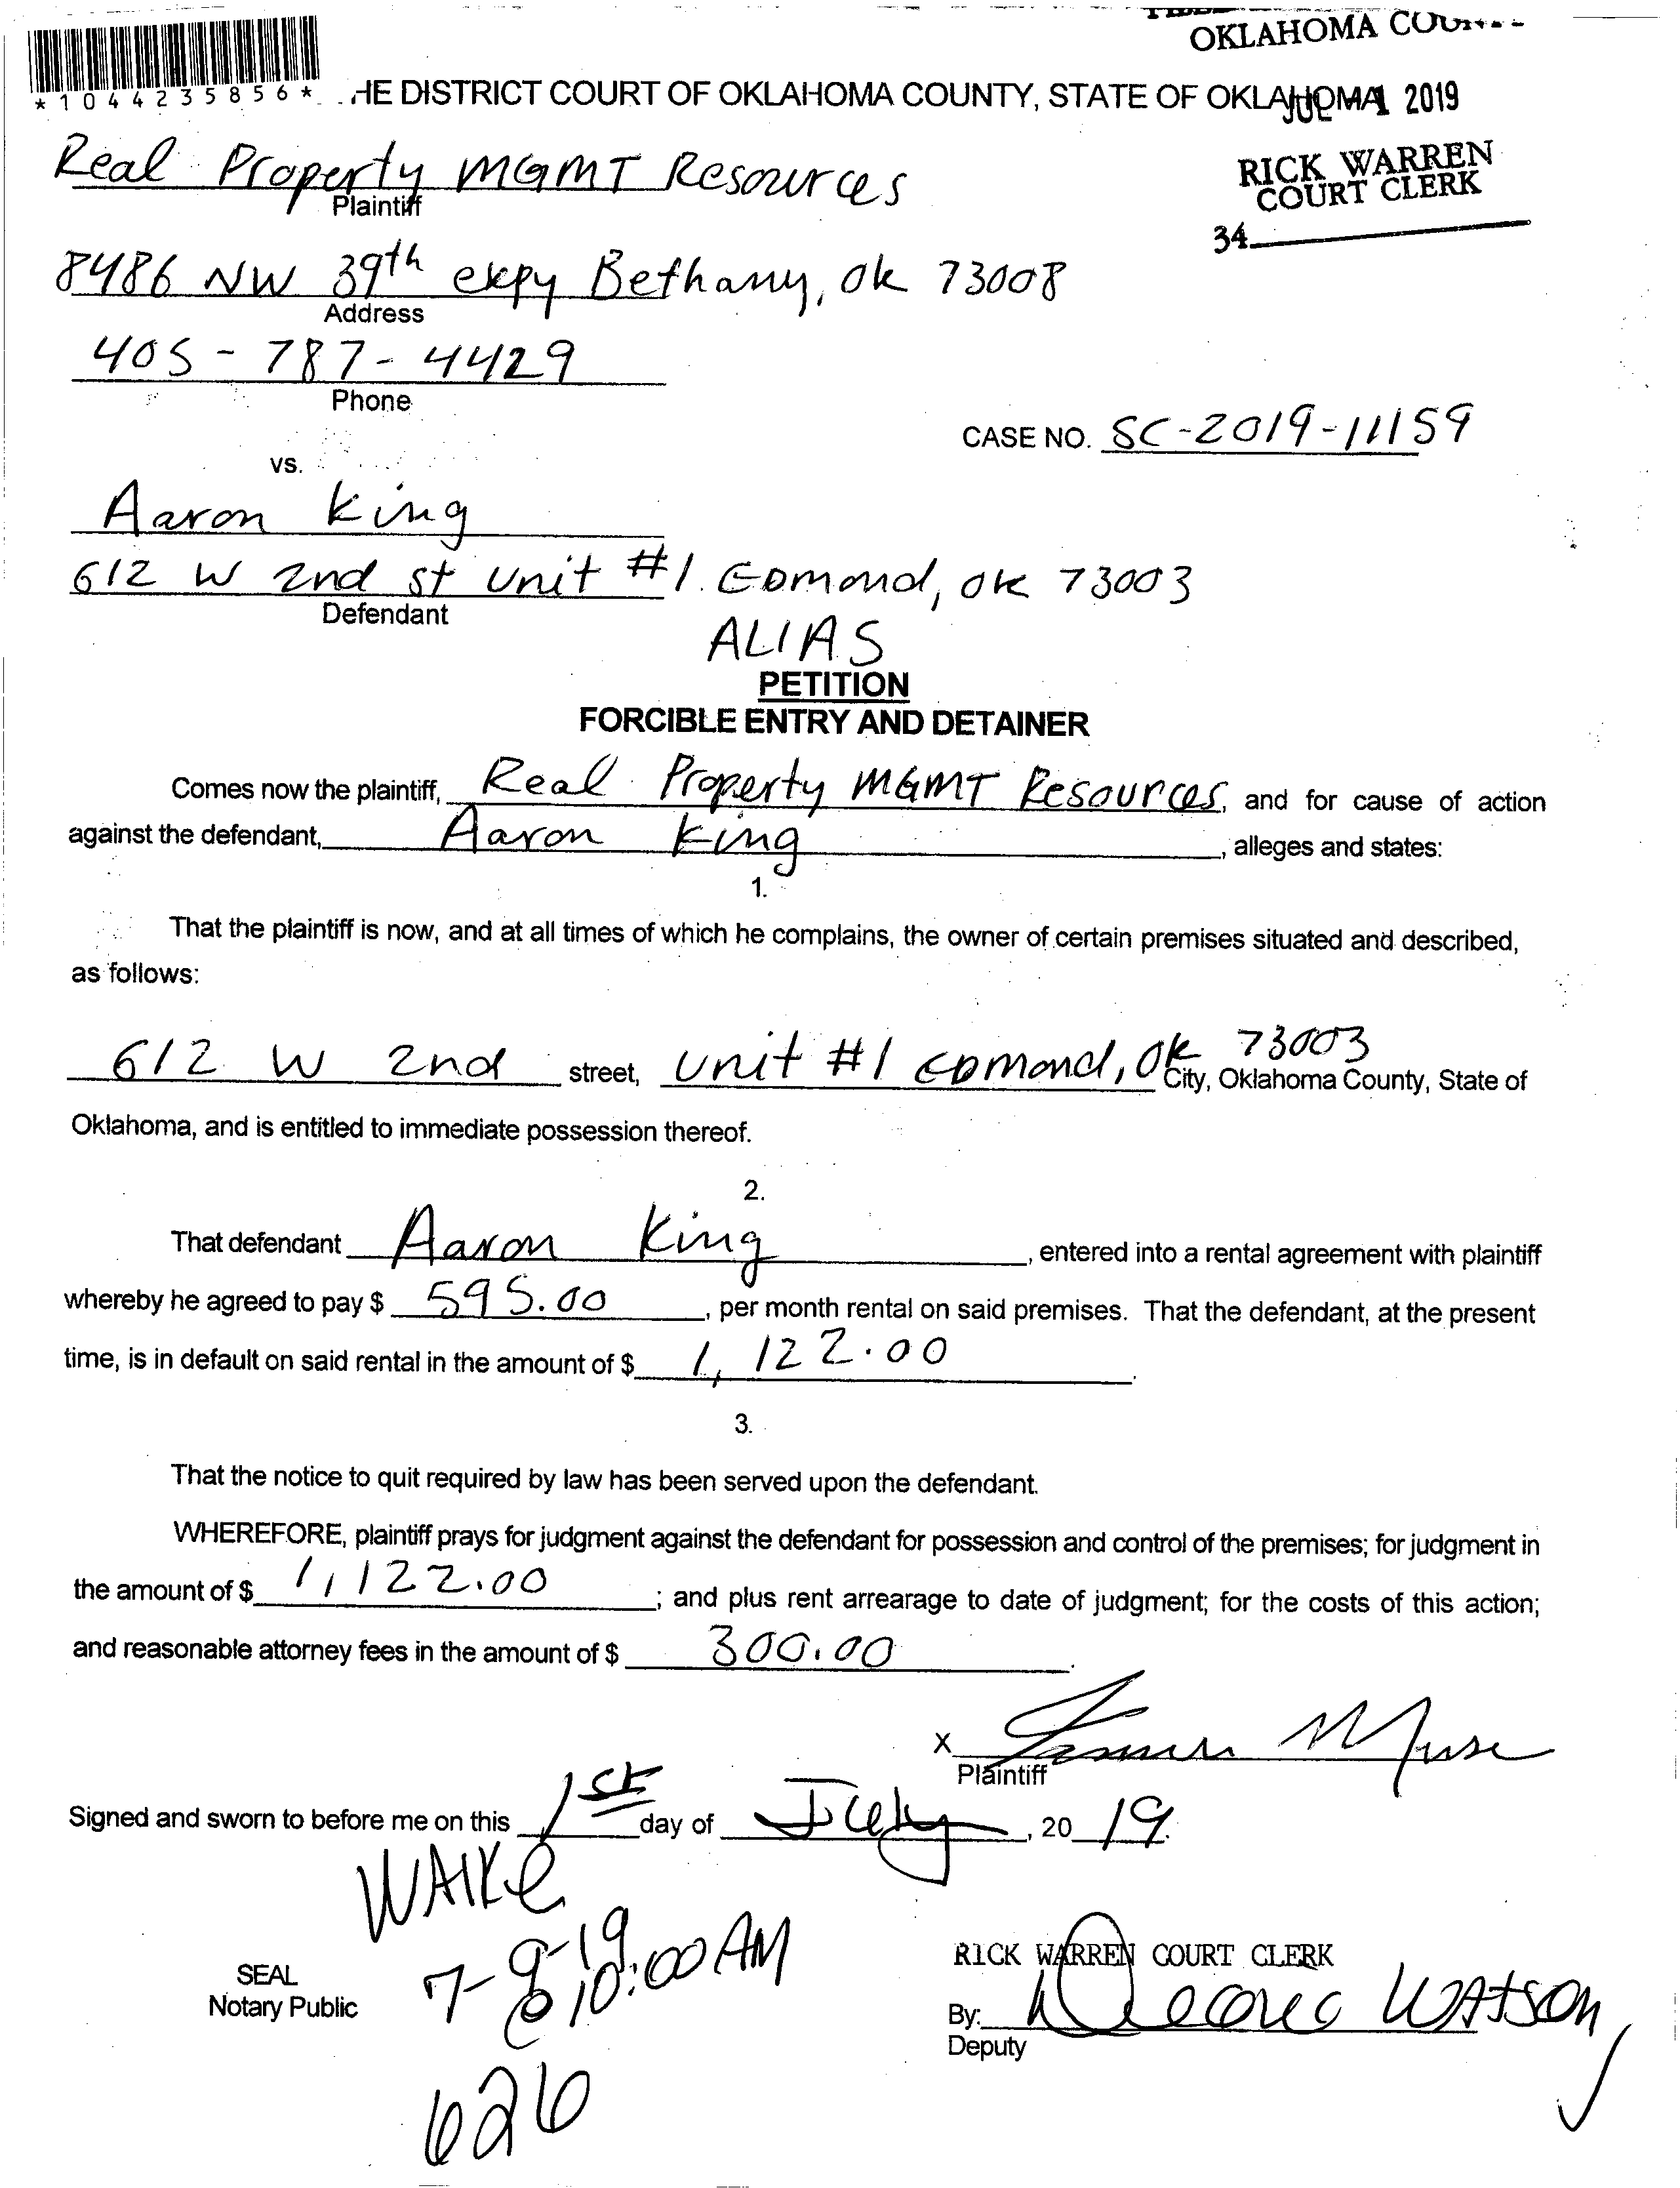 OKLAHOMA
*1044235856* HE DISTRICT COURT OF OKLAHOMA COUNTY, STATE OF OKLAHOMA
JUL 1 2019
Real Property MGMT Resources
Plaintiff
RICK WARREN
COURT CLERK
34
8486 NW 39th expy Bethany, ok 73008
Address
405-787-4429
Phone
CASE NO. SC-2019-11159
vs.
Aaron King
612 W 2nd st unit #1. Edmond, ok 73003
Defendant
ALIAS
PETITION
FORCIBLE ENTRY AND DETAINER
Comes now the plaintiff, Real Property MGMT Resources, and for cause of action
against the defendant, Aaron King, alleges and states:
1.
That the plaintiff is now, and at all times of which he complains, the owner of certain premises situated and described,
as follows:
612 W 2nd street, unit #1 Edmond, Ok 73003 City, Oklahoma County, State of
Oklahoma, and is entitled to immediate possession thereof.
2.
That defendant Aaron King, entered into a rental agreement with plaintiff
whereby he agreed to pay $ 595.00, per month rental on said premises. That the defendant, at the present
time, is in default on said rental in the amount of $ 1,122.00.
3.
That the notice to quit required by law has been served upon the defendant.
WHEREFORE, plaintiff prays for judgment against the defendant for possession and control of the premises; for judgment in
the amount of $ 1,122.00; and plus rent arrearage to date of judgment; for the costs of this action;
and reasonable attorney fees in the amount of $ 300.00.
X
Plaintiff
Signed and sworn to before me on this 1st day of July, 2019.
7-9-19
@ 10:00 AM
SEAL
Notary Public
626
RICK WARREN COURT CLERK
By: Watson
Deputy